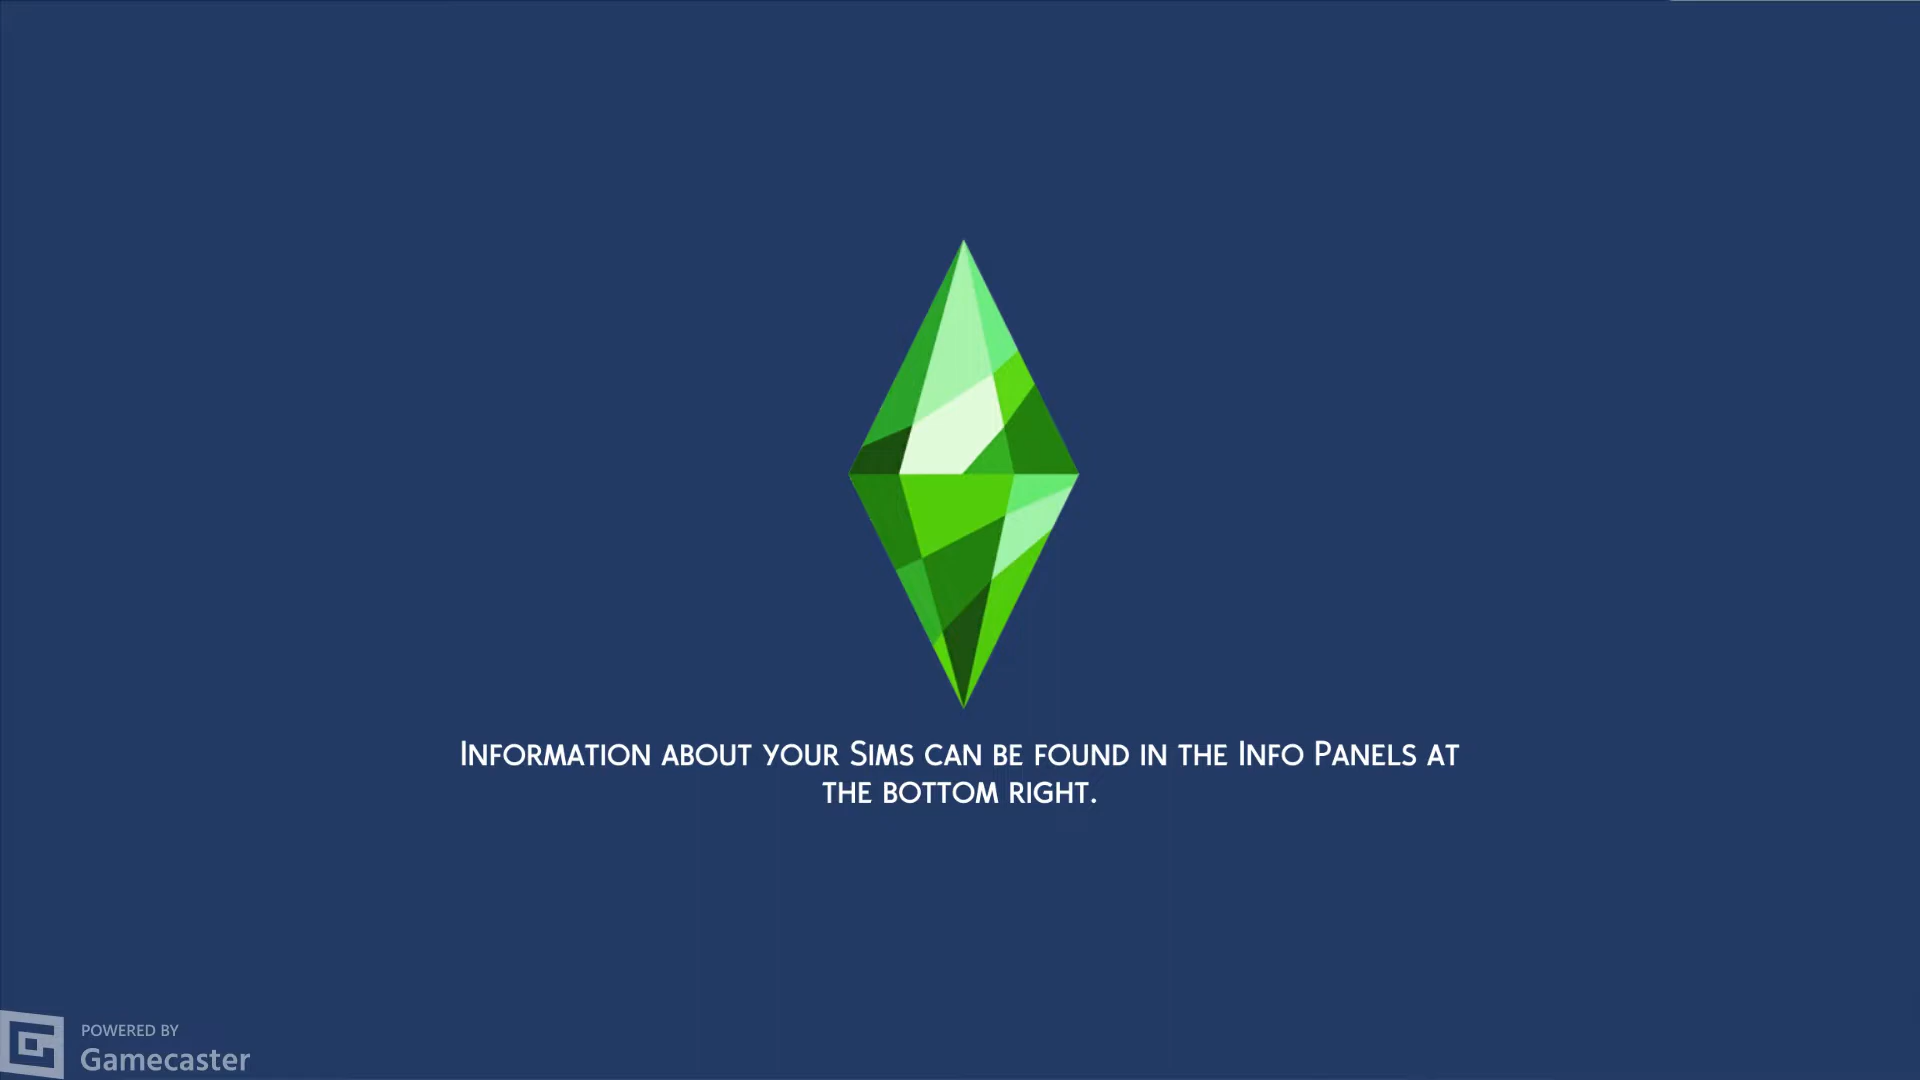 Information about your Sims can be found in the Info Panels at
the bottom right.
POWERED BY
Gamecaster